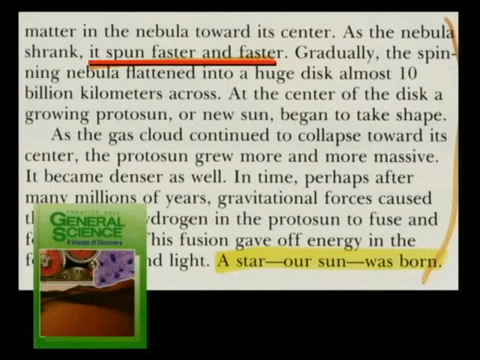 matter in the nebula toward its center. As the nebula
shrank, it spun faster and faster. Gradually, the spin-
ning nebula flattened into a huge disk almost 10
billion kilometers across. At the center of the disk a
growing protosun, or new sun, began to take shape.
As the gas cloud continued to collapse toward its
center, the protosun grew more and more massive.
It became denser as well. In time, perhaps after
many millions of years, gravitational forces caused
hydrogen in the protosun to fuse and
This fusion gave off energy in the
light. A star—our sun—was born.
PRENTICE HALL
GENERAL
SCIENCE
A Voyage of Discovery